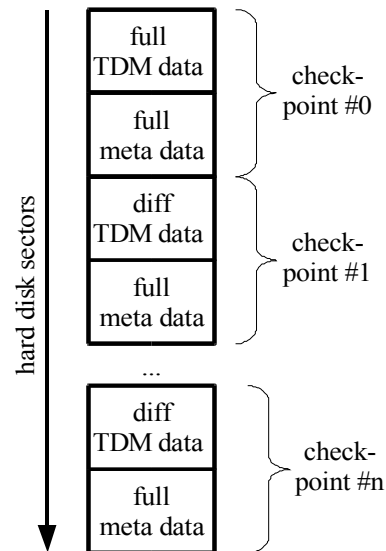 full
TDM data
full
meta data
check-
point #0
diff
TDM data
full
meta data
check-
point #1
hard disk sectors
...
diff
TDM data
full
meta data
check-
point #n